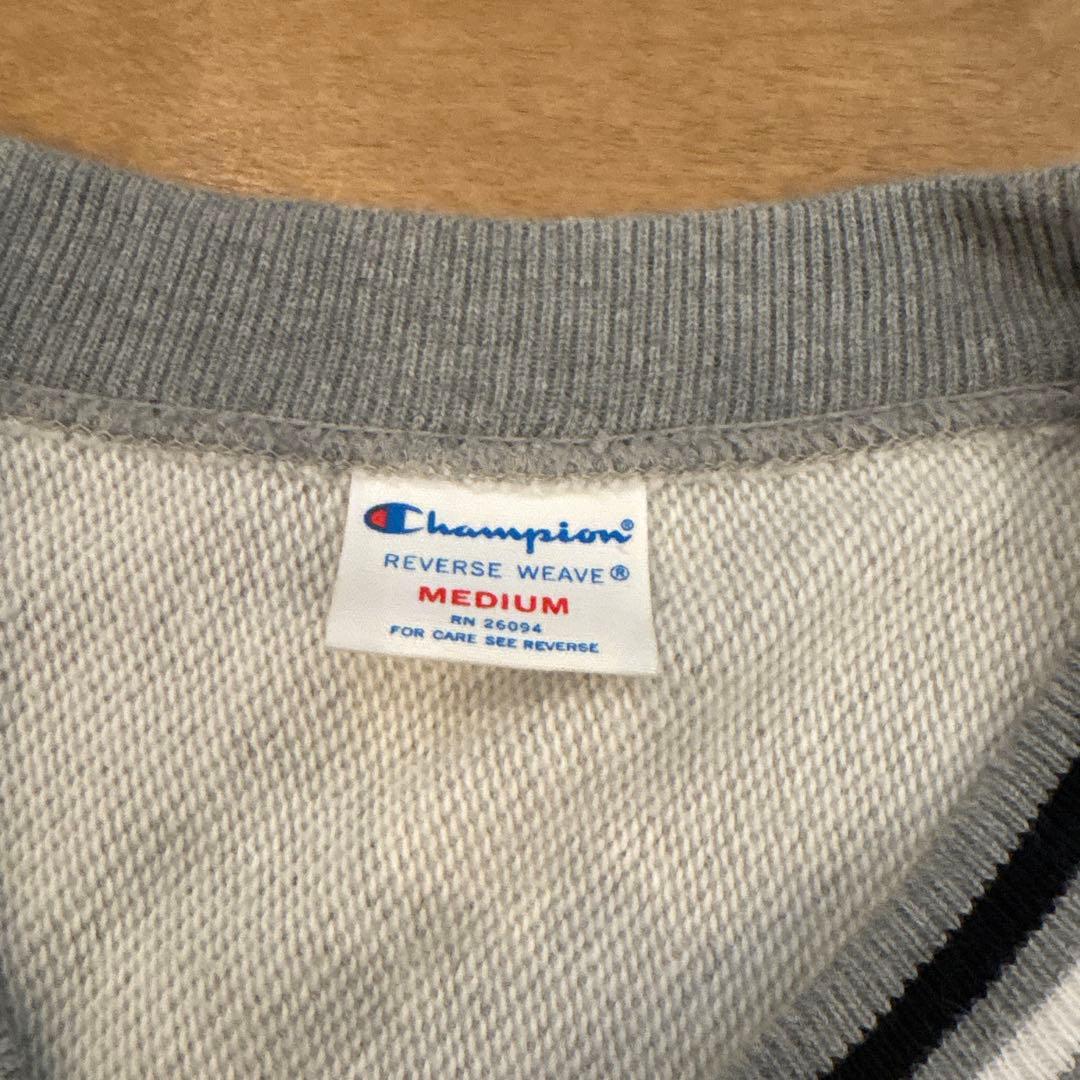 Champion®
REVERSE WEAVE®
MEDIUM
RN 26094
FOR CARE SEE REVERSE